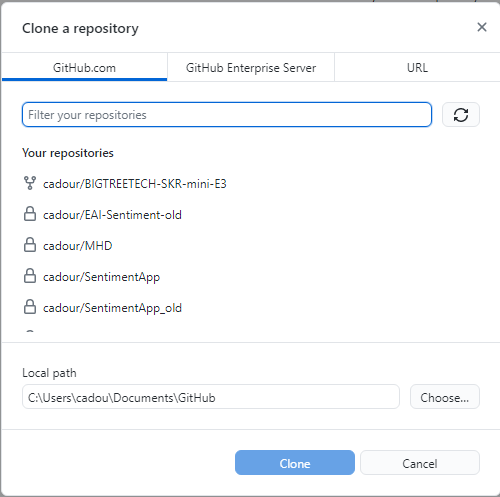 Clone a repository
GitHub.com
GitHub Enterprise Server
URL
Filter your repositories
Your repositories
cadour/BIGTREETECH-SKR-mini-E3
cadour/EAI-Sentiment-old
cadour/MHD
cadour/SentimentApp
cadour/SentimentApp_old
Local path
C:\Users\cadou\Documents\GitHub
Choose...
Clone
Cancel